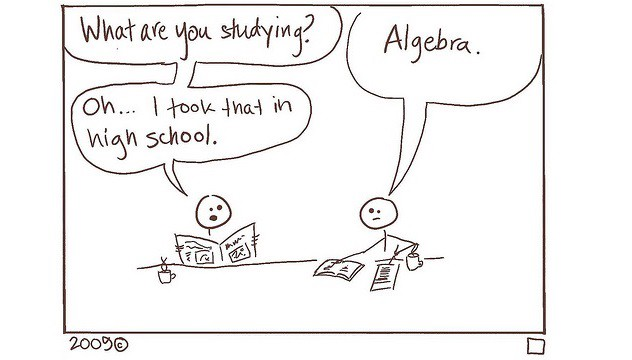 What are you studying?
Algebra.
Oh... I took that in
high school.
2009©